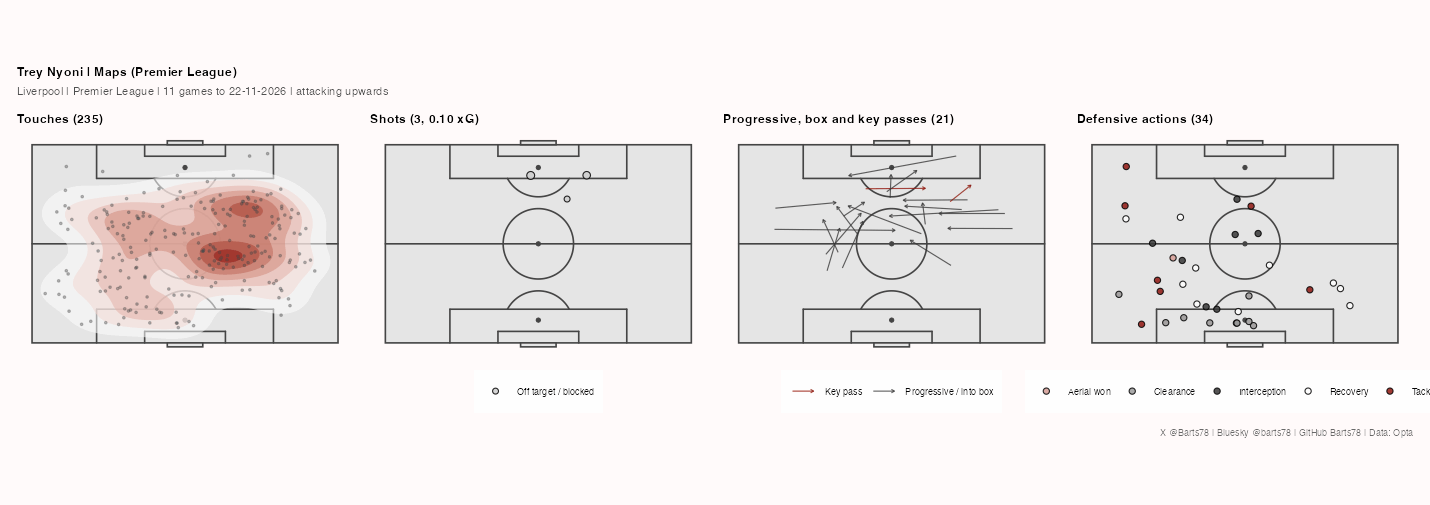 Trey Nyoni | Maps (Premier League)
Liverpool | Premier League | 11 games to 22-11-2026 | attacking upwards
Touches (235)
Shots (3, 0.10 xG)
Progressive, box and key passes (21)
Defensive actions (34)
Off target / blocked
Key pass
Progressive / into box
Aerial won
Clearance
Interception
Recovery
Tack
X @Barts78 | Bluesky @barts78 | GitHub Barts78 | Data: Opta